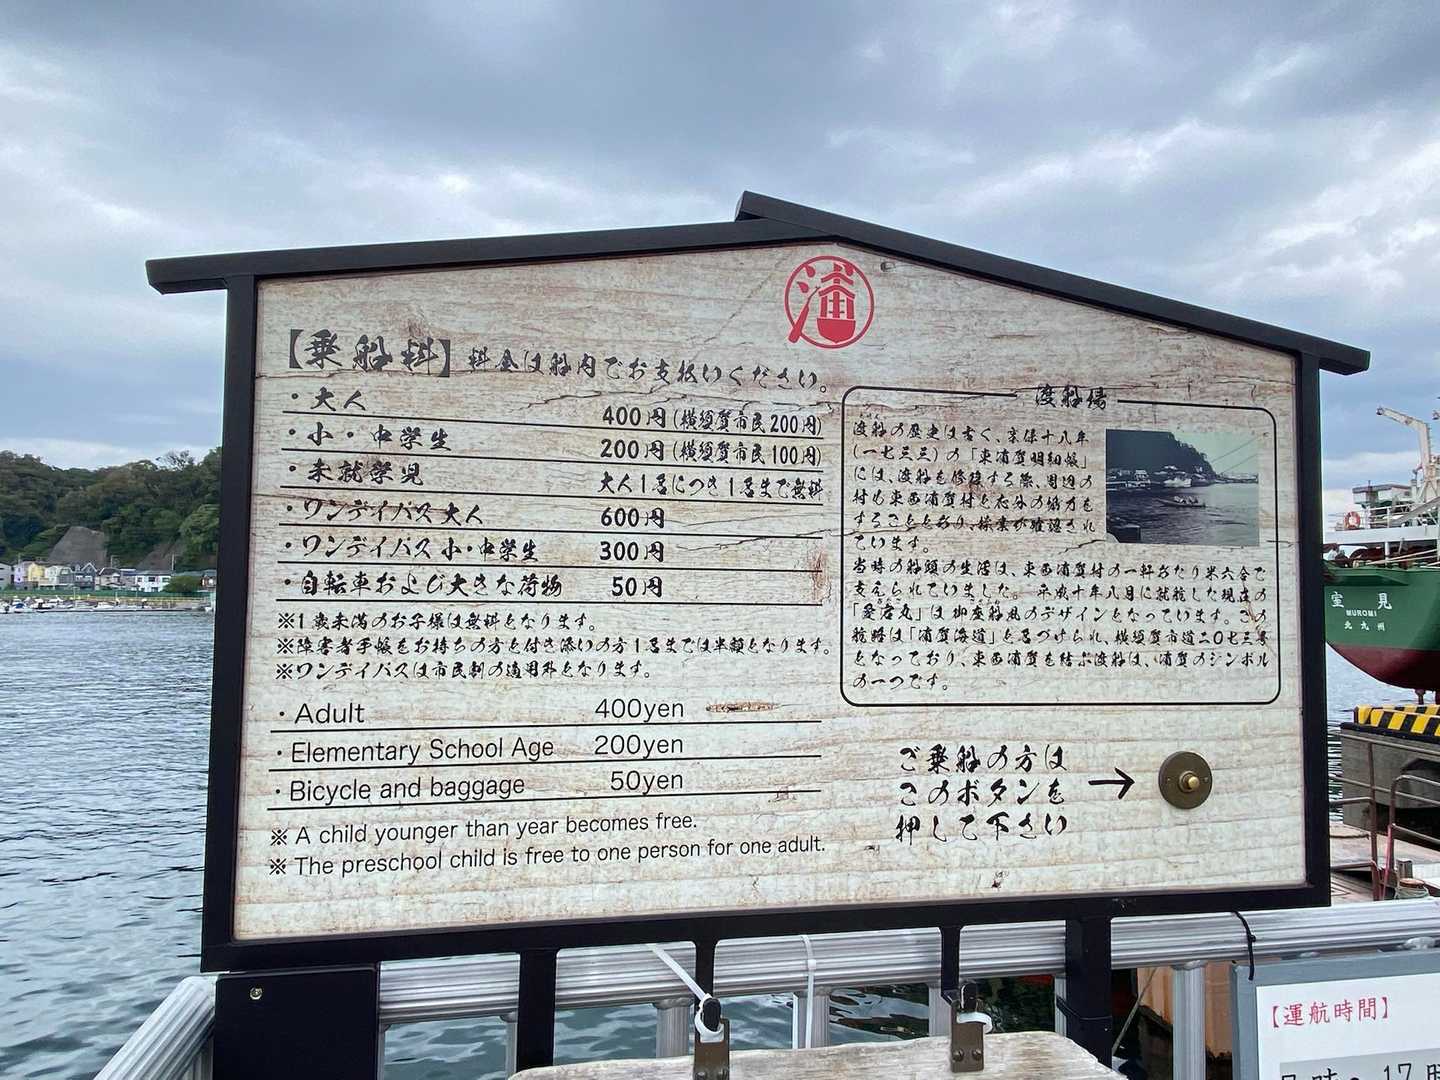 浦
【乗船料】料金は船内でお支払いください。
・大人 400円(横須賀市民200円)
・小・中学生 200円(横須賀市民100円)
・未就学児 大人1名につき1名まで無料
・ワンデイパス大人 600円
・ワンデイパス 小・中学生 300円
・自転車および大きな荷物 50円
※1歳未満のお子様は無料となります。
※障害者手帳をお持ちの方と付き添いの方1名までは半額となります。
※ワンデイパスは市民割の適用外となります。
・Adult 400yen
・Elementary School Age 200yen
・Bicycle and baggage 50yen
※ A child younger than year becomes free.
※ The preschool child is free to one person for one adult.
渡船場
渡船の歴史は古く、享保十八年
(一七三三)の「東浦賀明細帳」
には、渡船を修復する際、周辺の
村も東西浦賀村と応分の協力を
することとあり、操業が確認され
ています。
当時の船頭の生活は、東西浦賀村の一軒あたり米六合で
支えられていました。 平成十年八月に就航した現在の
「愛宕丸」は御座船風のデザインとなっています。この
航路は「浦賀海道」と名づけられ、横須賀市道二〇七三号
となっており、東西浦賀を結ぶ渡船は、浦賀のシンボル
の一つです。
ご乗船の方は
このボタンを
押して下さい
→
室見
MUROMI
北九州
【運航時間】
7時~17時